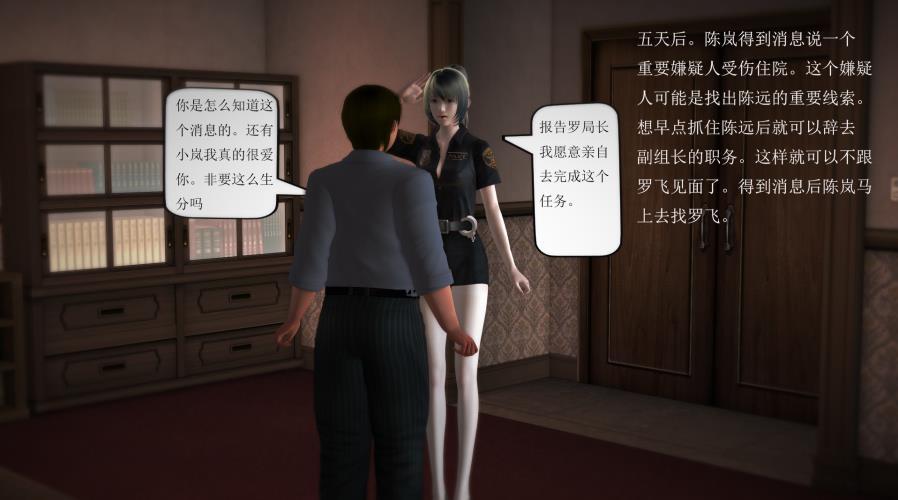 五天后。陈岚得到消息说一个
重要嫌疑人受伤住院。这个嫌疑
人可能是找出陈远的重要线索。
想早点抓住陈远后就可以辞去
副组长的职务。这样就可以不跟
罗飞见面了。得到消息后陈岚马
上去找罗飞。
报告罗局长
我愿意亲自
去完成这个
任务。
你是怎么知道这
个消息的。还有
小岚我真的很爱
你。非要这么生
分吗